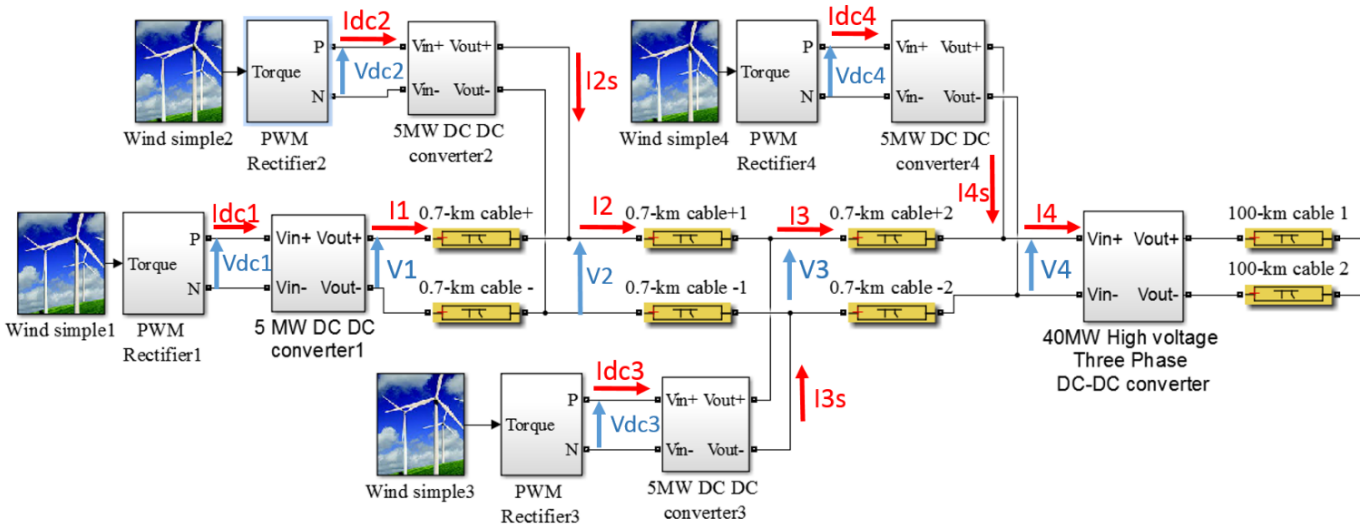 Idc2
Idc4
P
Torque
N
Vdc2
Vin+ Vout+
Vin- Vout-
I2s
P
Torque
N
Vdc4
Vin+ Vout+
Vin- Vout-
Wind simple2
PWM
Rectifier2
5MW DC DC
converter2
Wind simple4
PWM
Rectifier4
5MW DC DC
converter4
I4s
Idc1
I1
0.7-km cable+
I2
0.7-km cable+1
I3
0.7-km cable+2
I4
100-km cable 1
P
Torque
N
Vdc1
Vin+ Vout+
Vin- Vout-
V1
V2
V3
V4
Vin+ Vout+
Vin- Vout-
0.7-km cable -
0.7-km cable -1
0.7-km cable -2
100-km cable 2
Wind simple1
PWM
Rectifier1
5 MW DC DC
converter1
40MW High voltage
Three Phase
DC-DC converter
Idc3
I3s
P
Torque
N
Vdc3
Vin+ Vout+
Vin- Vout-
Wind simple3
PWM
Rectifier3
5MW DC DC
converter3